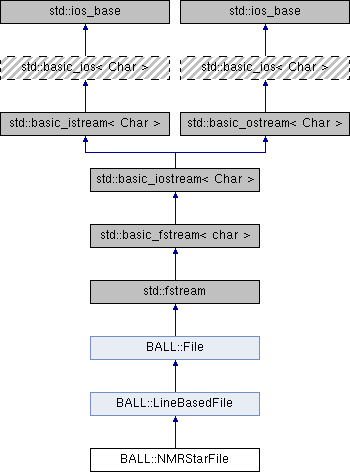 std::ios_base
std::ios_base
std::basic_ios< Char >
std::basic_ios< Char >
std::basic_istream< Char >
std::basic_ostream< Char >
std::basic_iostream< Char >
std::basic_fstream< char >
std::fstream
BALL::File
BALL::LineBasedFile
BALL::NMRStarFile